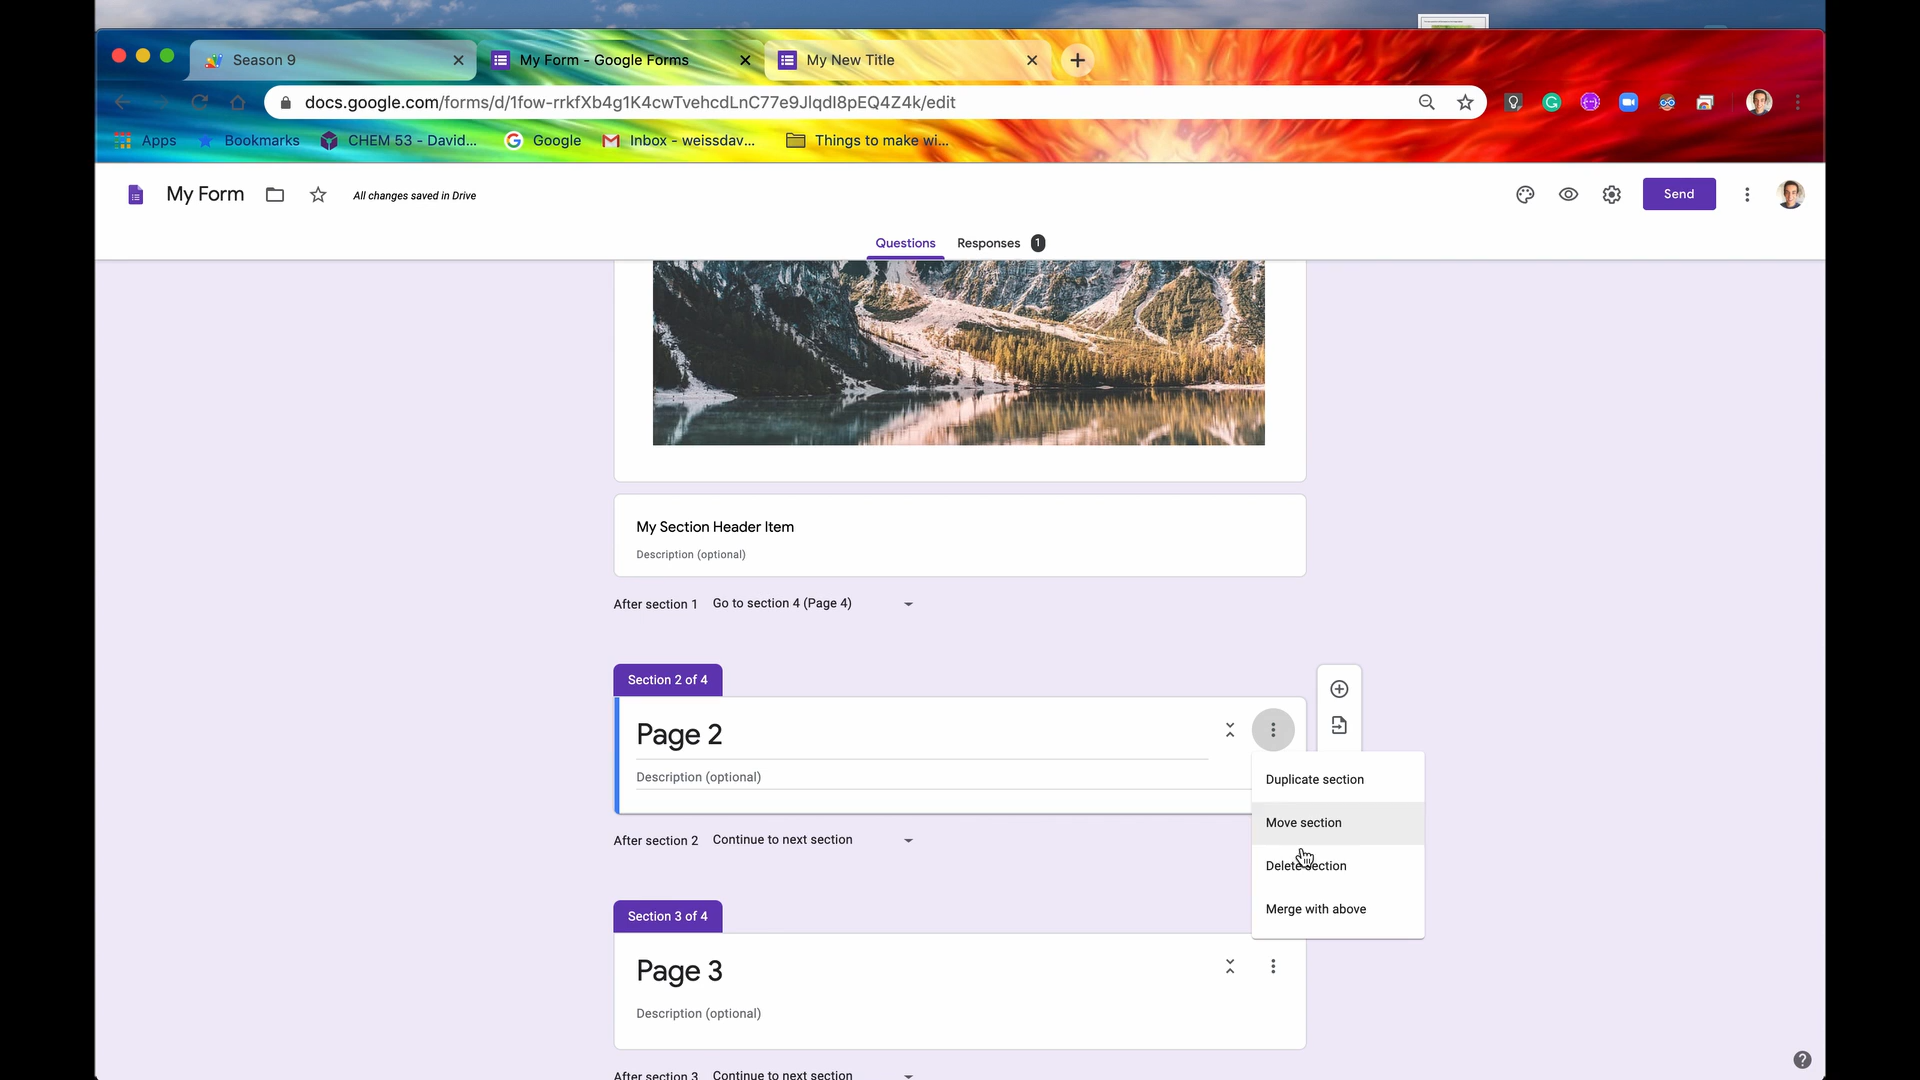 Season 9
My Form - Google Forms
My New Title
docs.google.com/forms/d/1fow-rrkfXb4g1K4cwTvehcdLnC77e9JlqdI8pEQ4Z4k/edit
Apps
Bookmarks
CHEM 53 - David...
Google
Inbox - weissdav...
Things to make wi...
My Form
All changes saved in Drive
Send
Questions
Responses 1
My Section Header Item
Description (optional)
After section 1 Go to section 4 (Page 4)
Section 2 of 4
Page 2
Description (optional)
Duplicate section
Move section
Delete section
Merge with above
After section 2 Continue to next section
Section 3 of 4
Page 3
Description (optional)
After section 3 Continue to next section